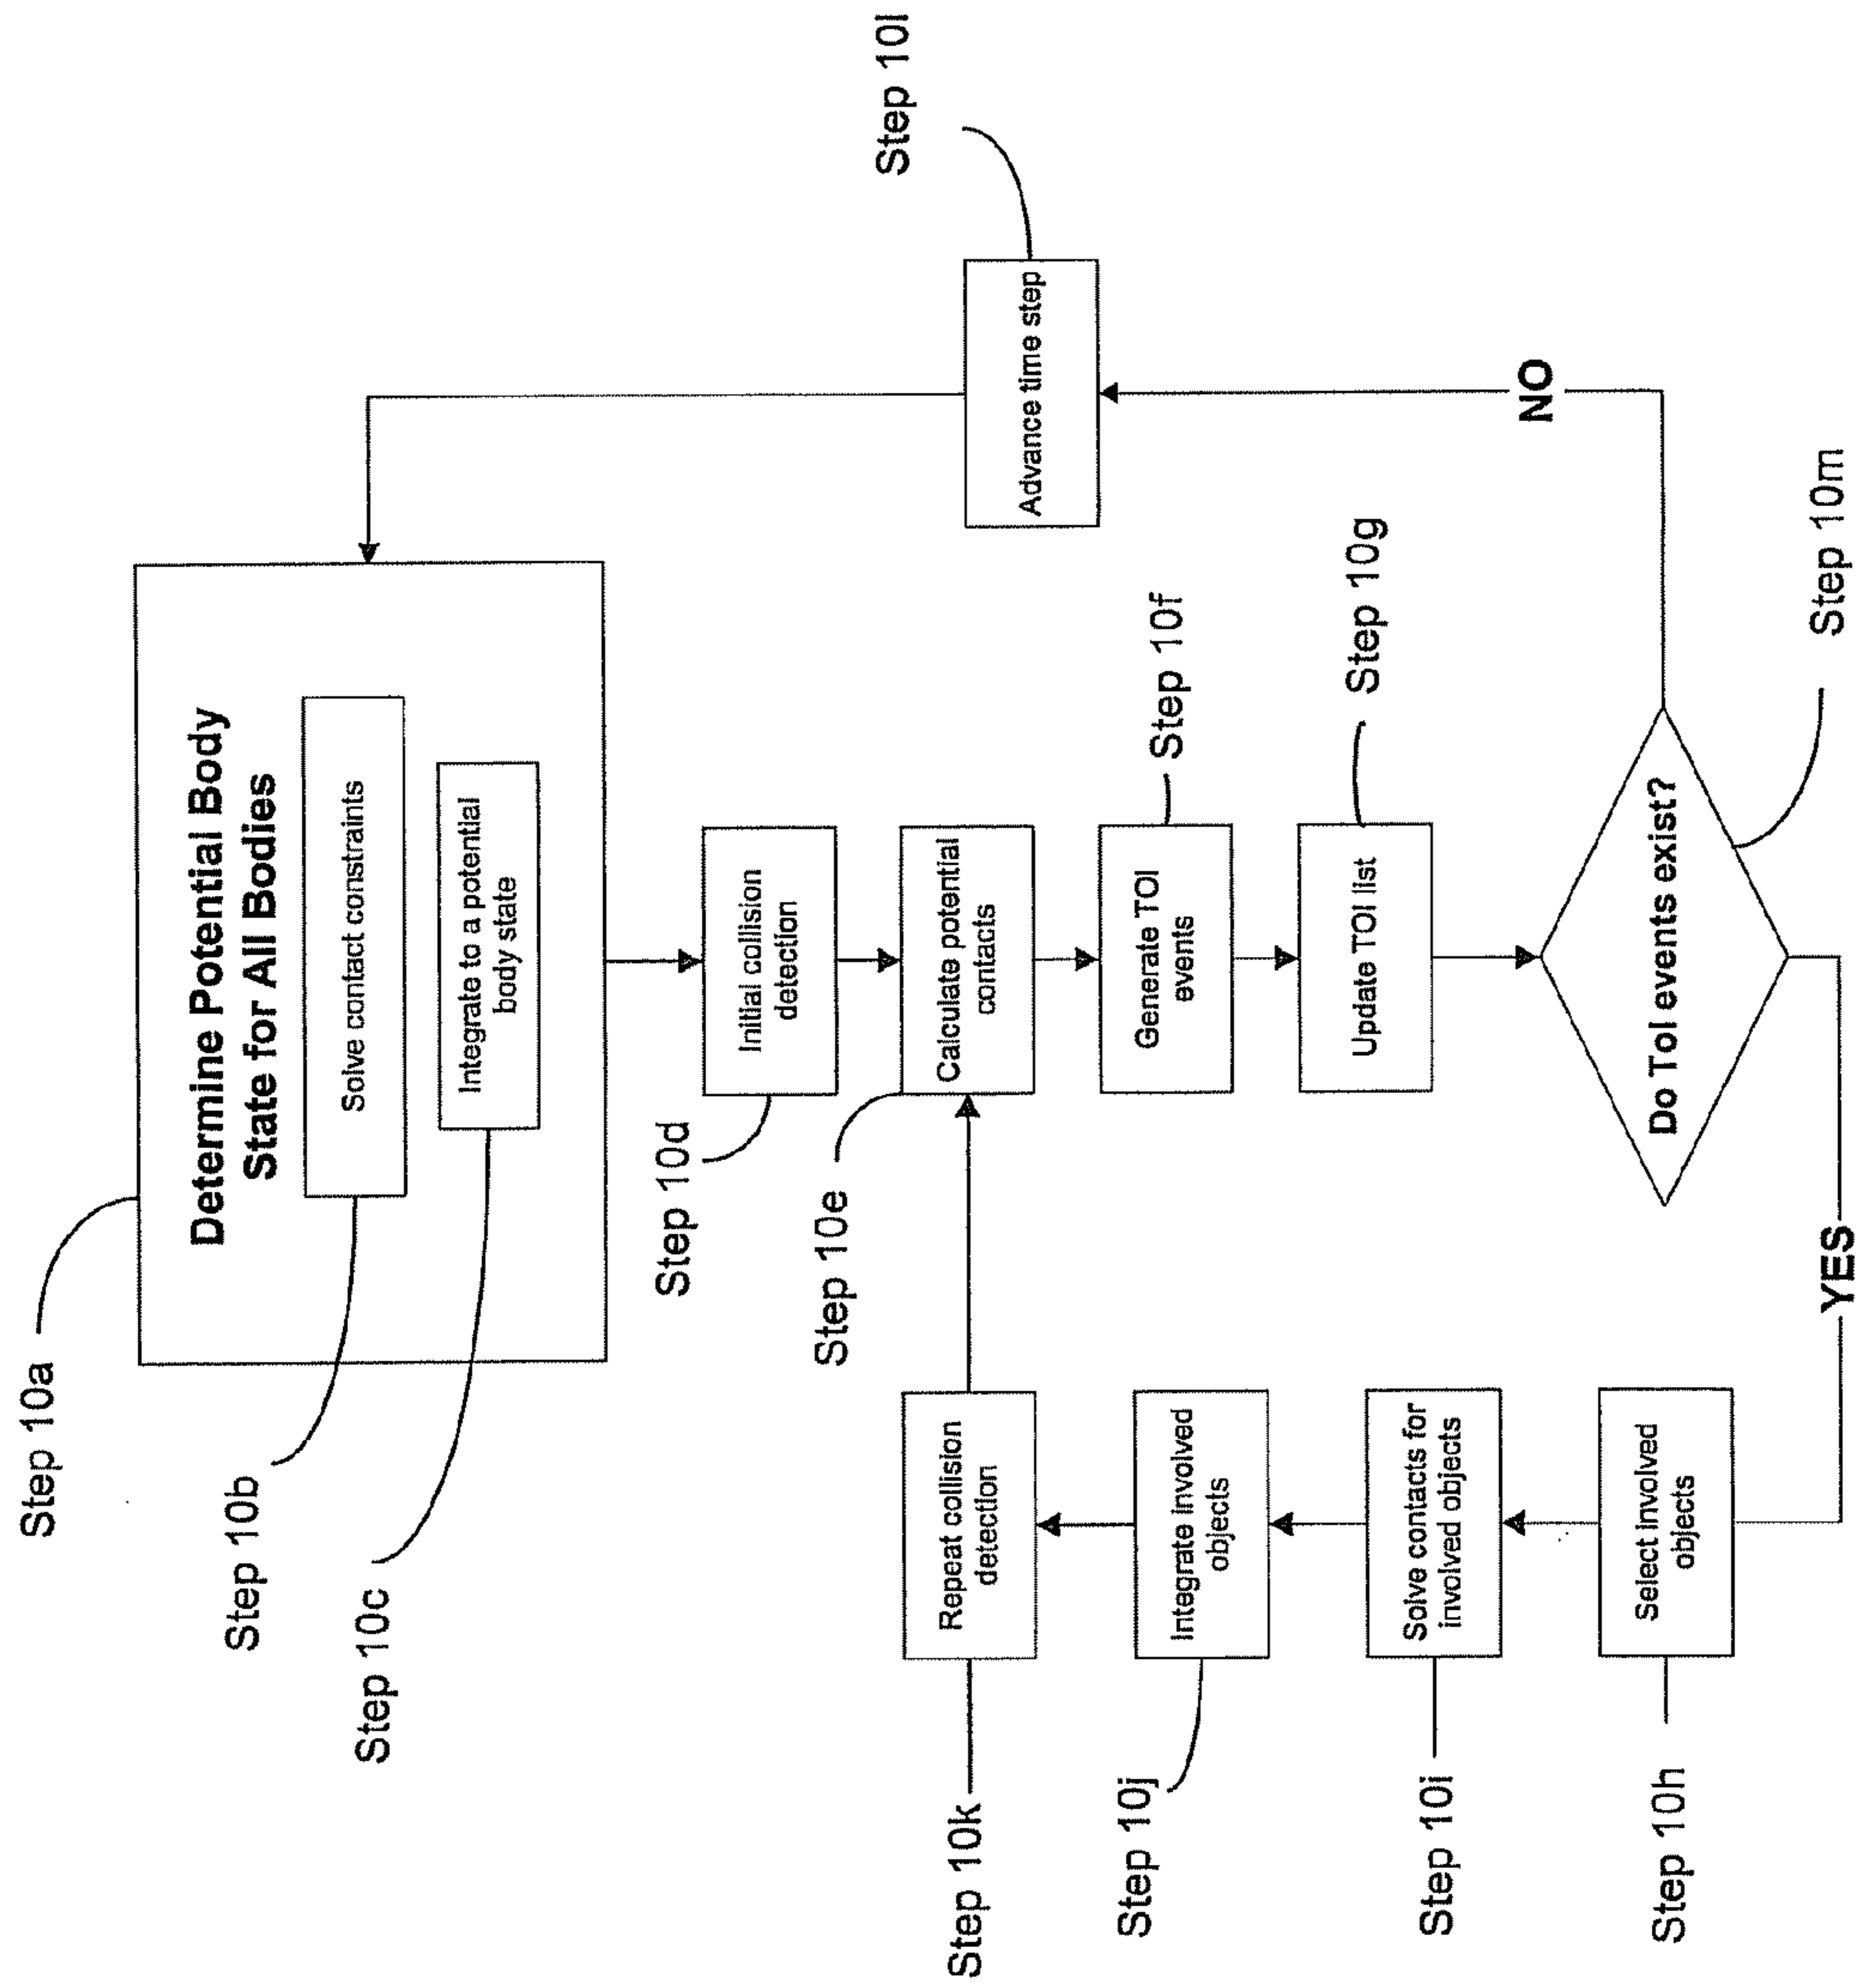 Step 10a
Determine Potential Body
State for All Bodies
Step 10b
Solve contact constraints
Step 10c
Integrate to a potential
body state
Step 10d
Initial collision
detection
Step 10e
Calculate potential
contacts
Step 10f
Generate TOI
events
Step 10g
Update TOI list
Do ToI events exist?
Step 10m
NO
Advance time step
Step 10l
YES
Step 10k
Repeat collision
detection
Step 10j
Integrate involved
objects
Step 10i
Solve contacts for
involved objects
Step 10h
Select involved
objects